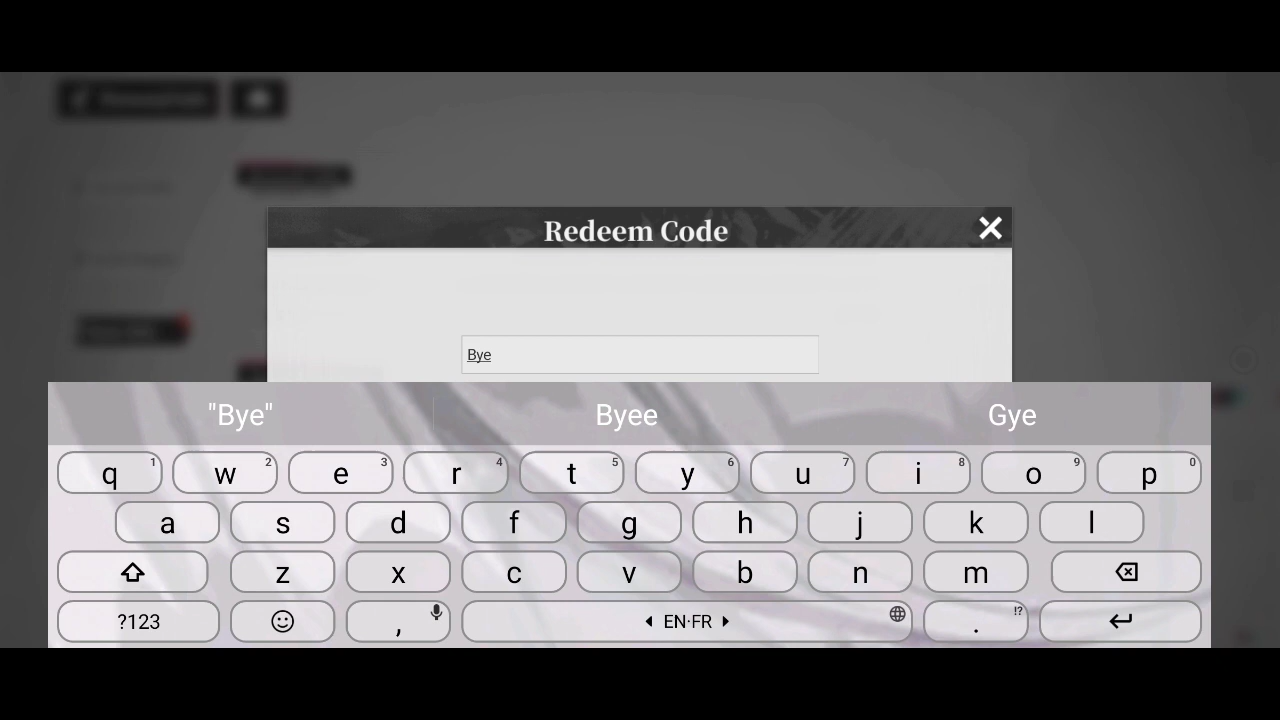 Redeem Code
Bye
"Bye" Byee Gye
q 1 w 2 e 3 r 4 t 5 y 6 u 7 i 8 o 9 p 0
a s d f g h j k l
z x c v b n m
?123 , EN·FR . !?